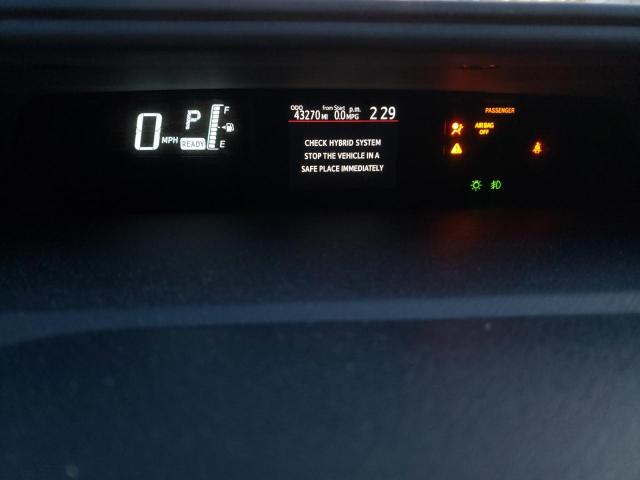 ODO from Start p.m.
43270 MI 0.0 MPG 2 29
0 MPH P READY F E
CHECK HYBRID SYSTEM
STOP THE VEHICLE IN A
SAFE PLACE IMMEDIATELY
PASSENGER
AIR BAG
OFF